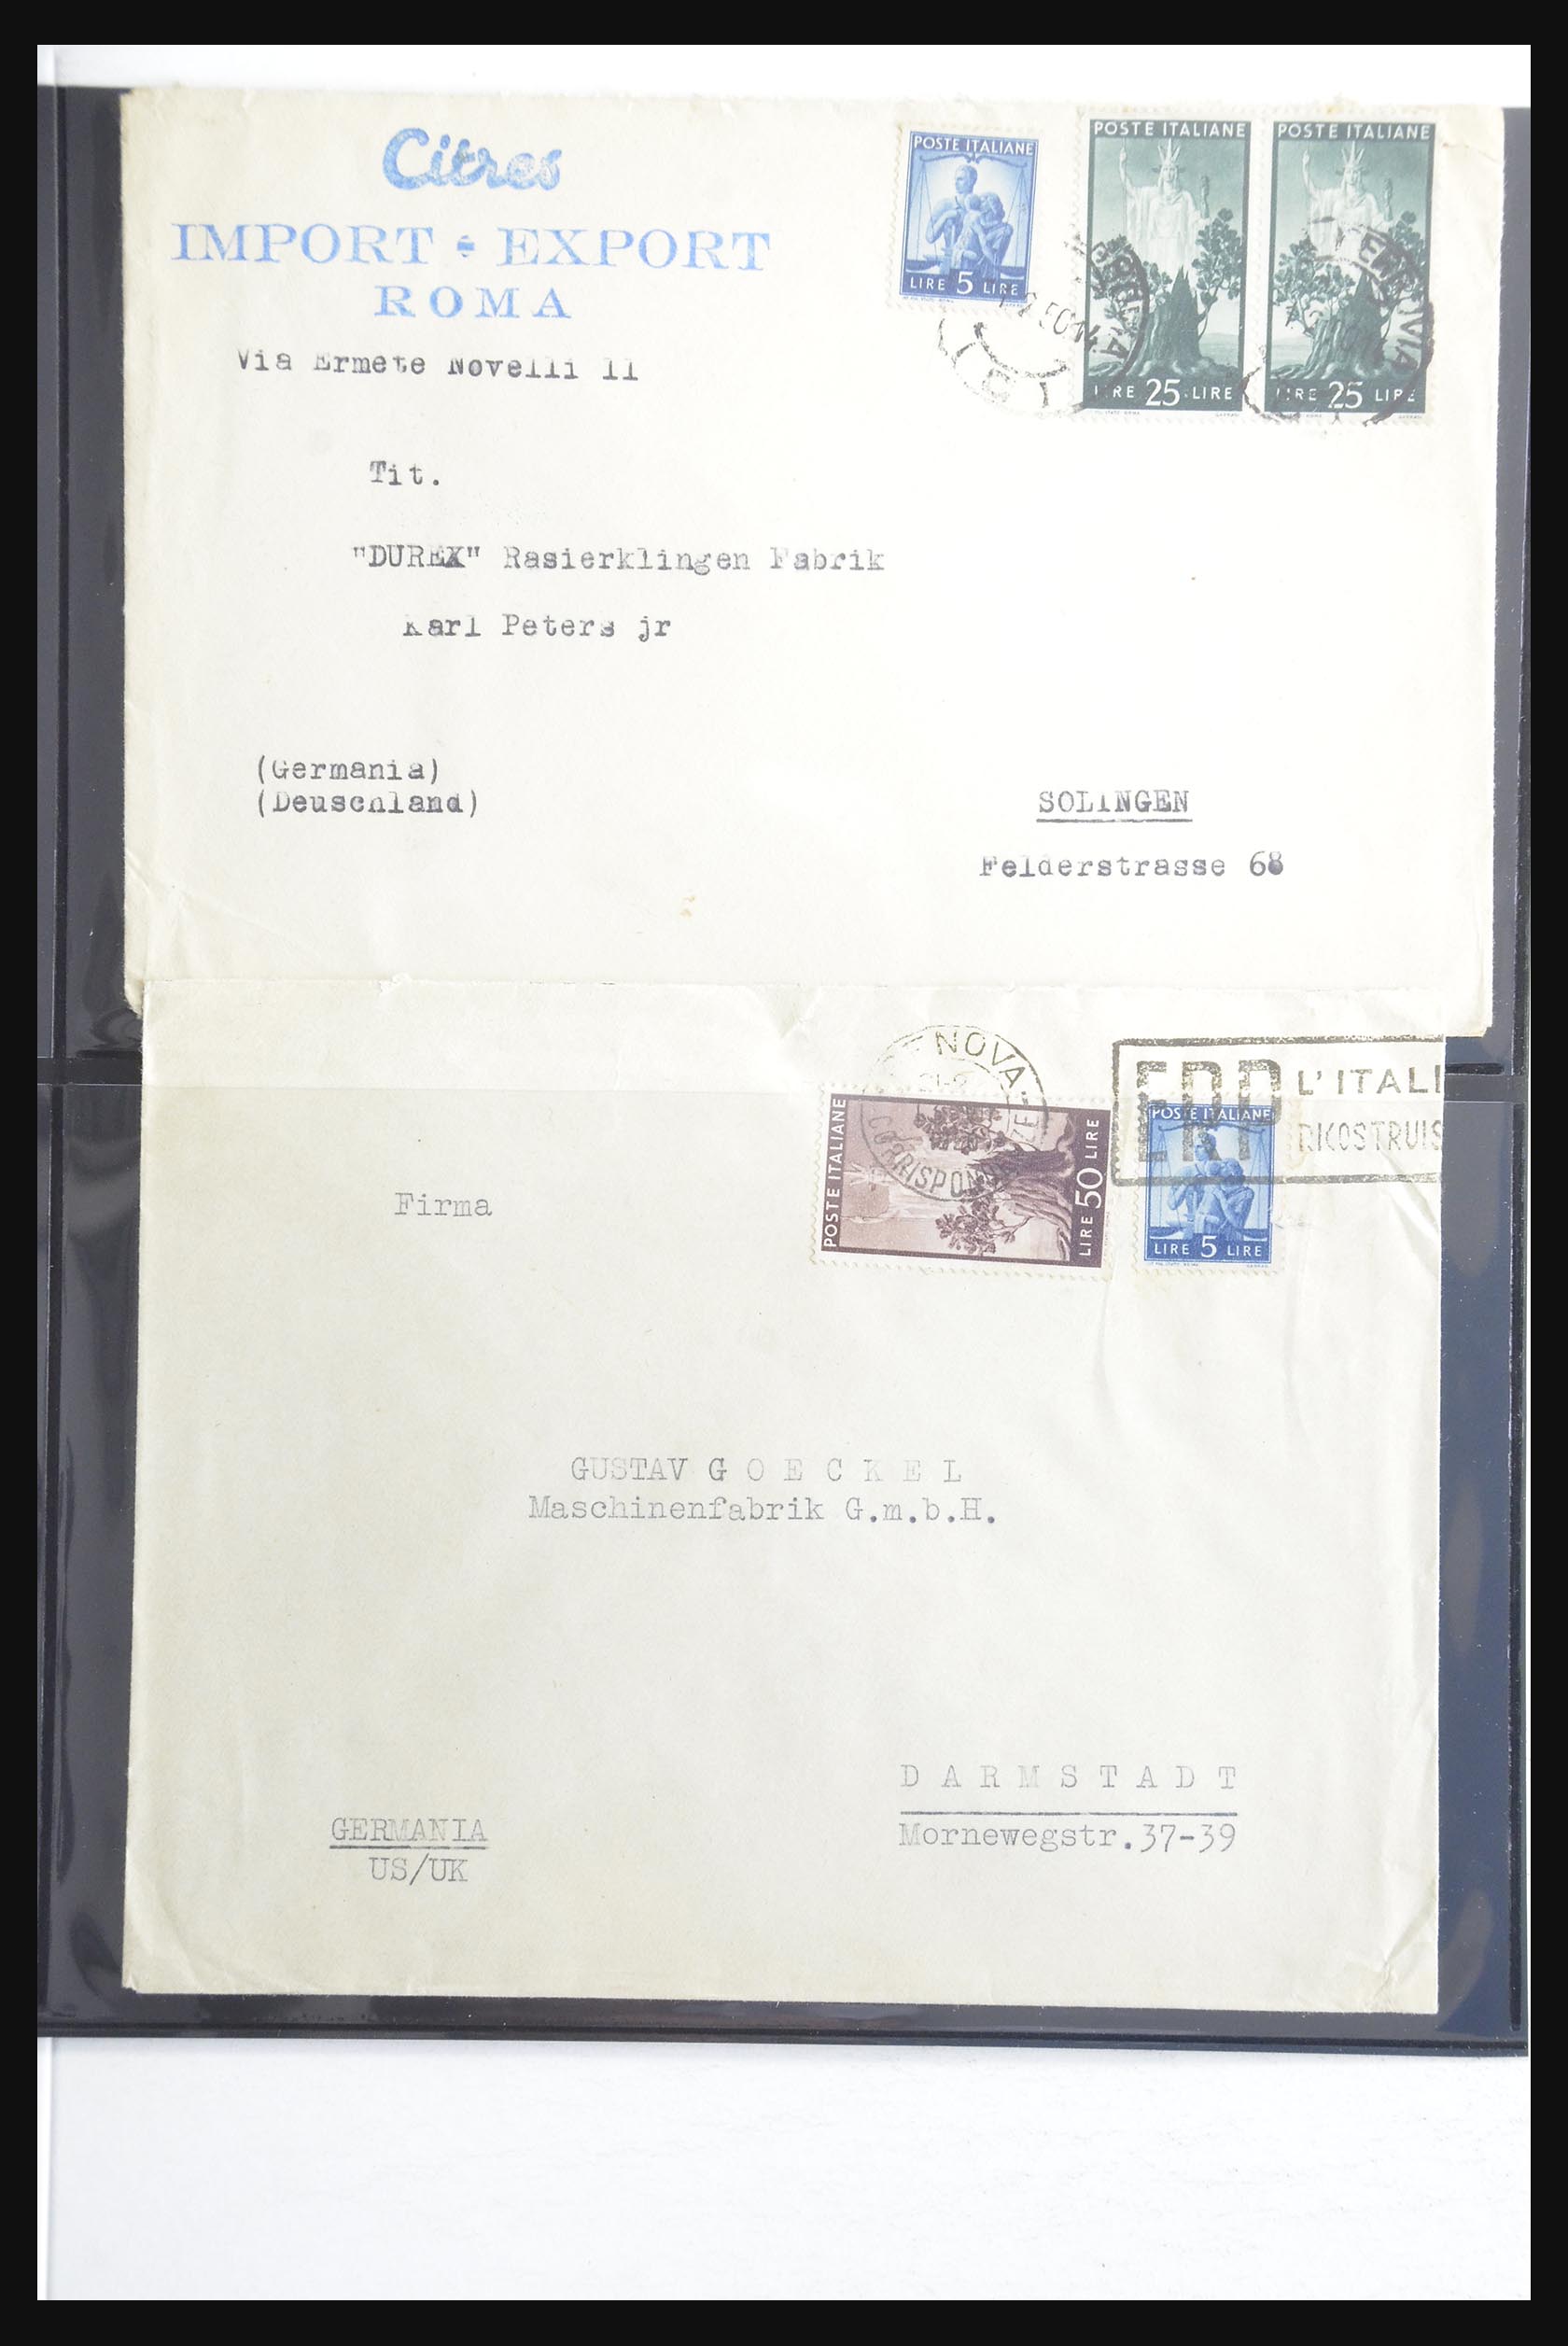 Citres
IMPORT - EXPORT
ROMA
Via Ermete Novelli 11
POSTE ITALIANE
LIRE 5 LIRE
POSTE ITALIANE
LIRE 25 LIRE
POSTE ITALIANE
LIRE 25 LIRE
FERROVIA
Tit.
"DUREX" Rasierklingen Fabrik
Karl Peters jr
(Germania)
(Deuschland)
SOLINGEN
Felderstrasse 68
NOVA
CORRISPON
ERP L'ITALI
RICOSTRUIS
POSTE ITALIANE
LIRE 50 LIRE
POSTE ITALIANE
LIRE 5 LIRE
Firma
GUSTAV G O E C K E L
Maschinenfabrik G.m.b.H.
D A R M S T A D T
Mornewegstr.37-39
GERMANIA
US/UK